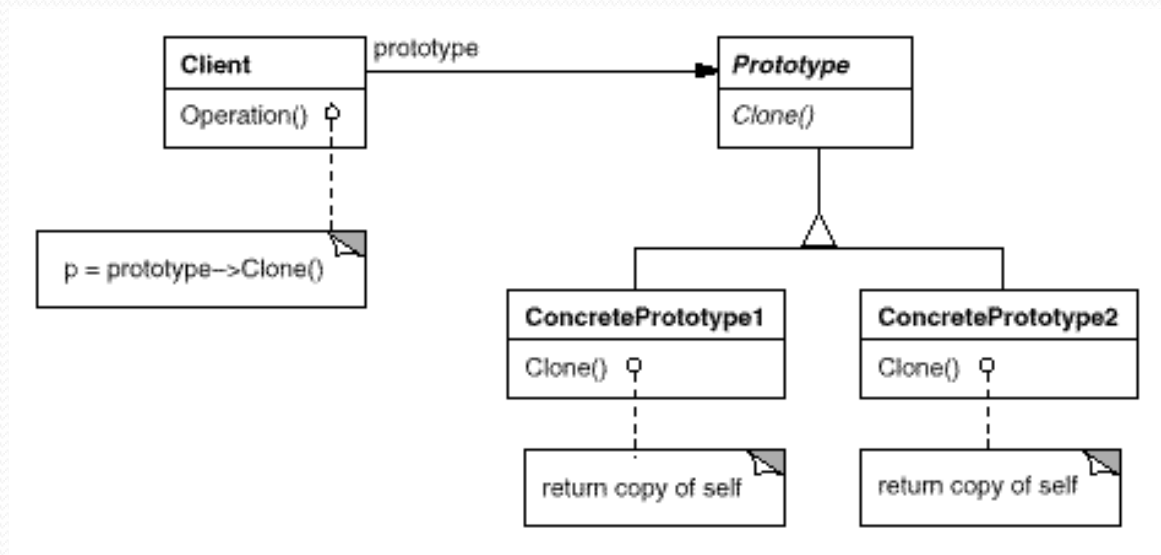 Client
prototype
Prototype
Operation()
Clone()
p = prototype–>Clone()
ConcretePrototype1
ConcretePrototype2
Clone()
Clone()
return copy of self
return copy of self